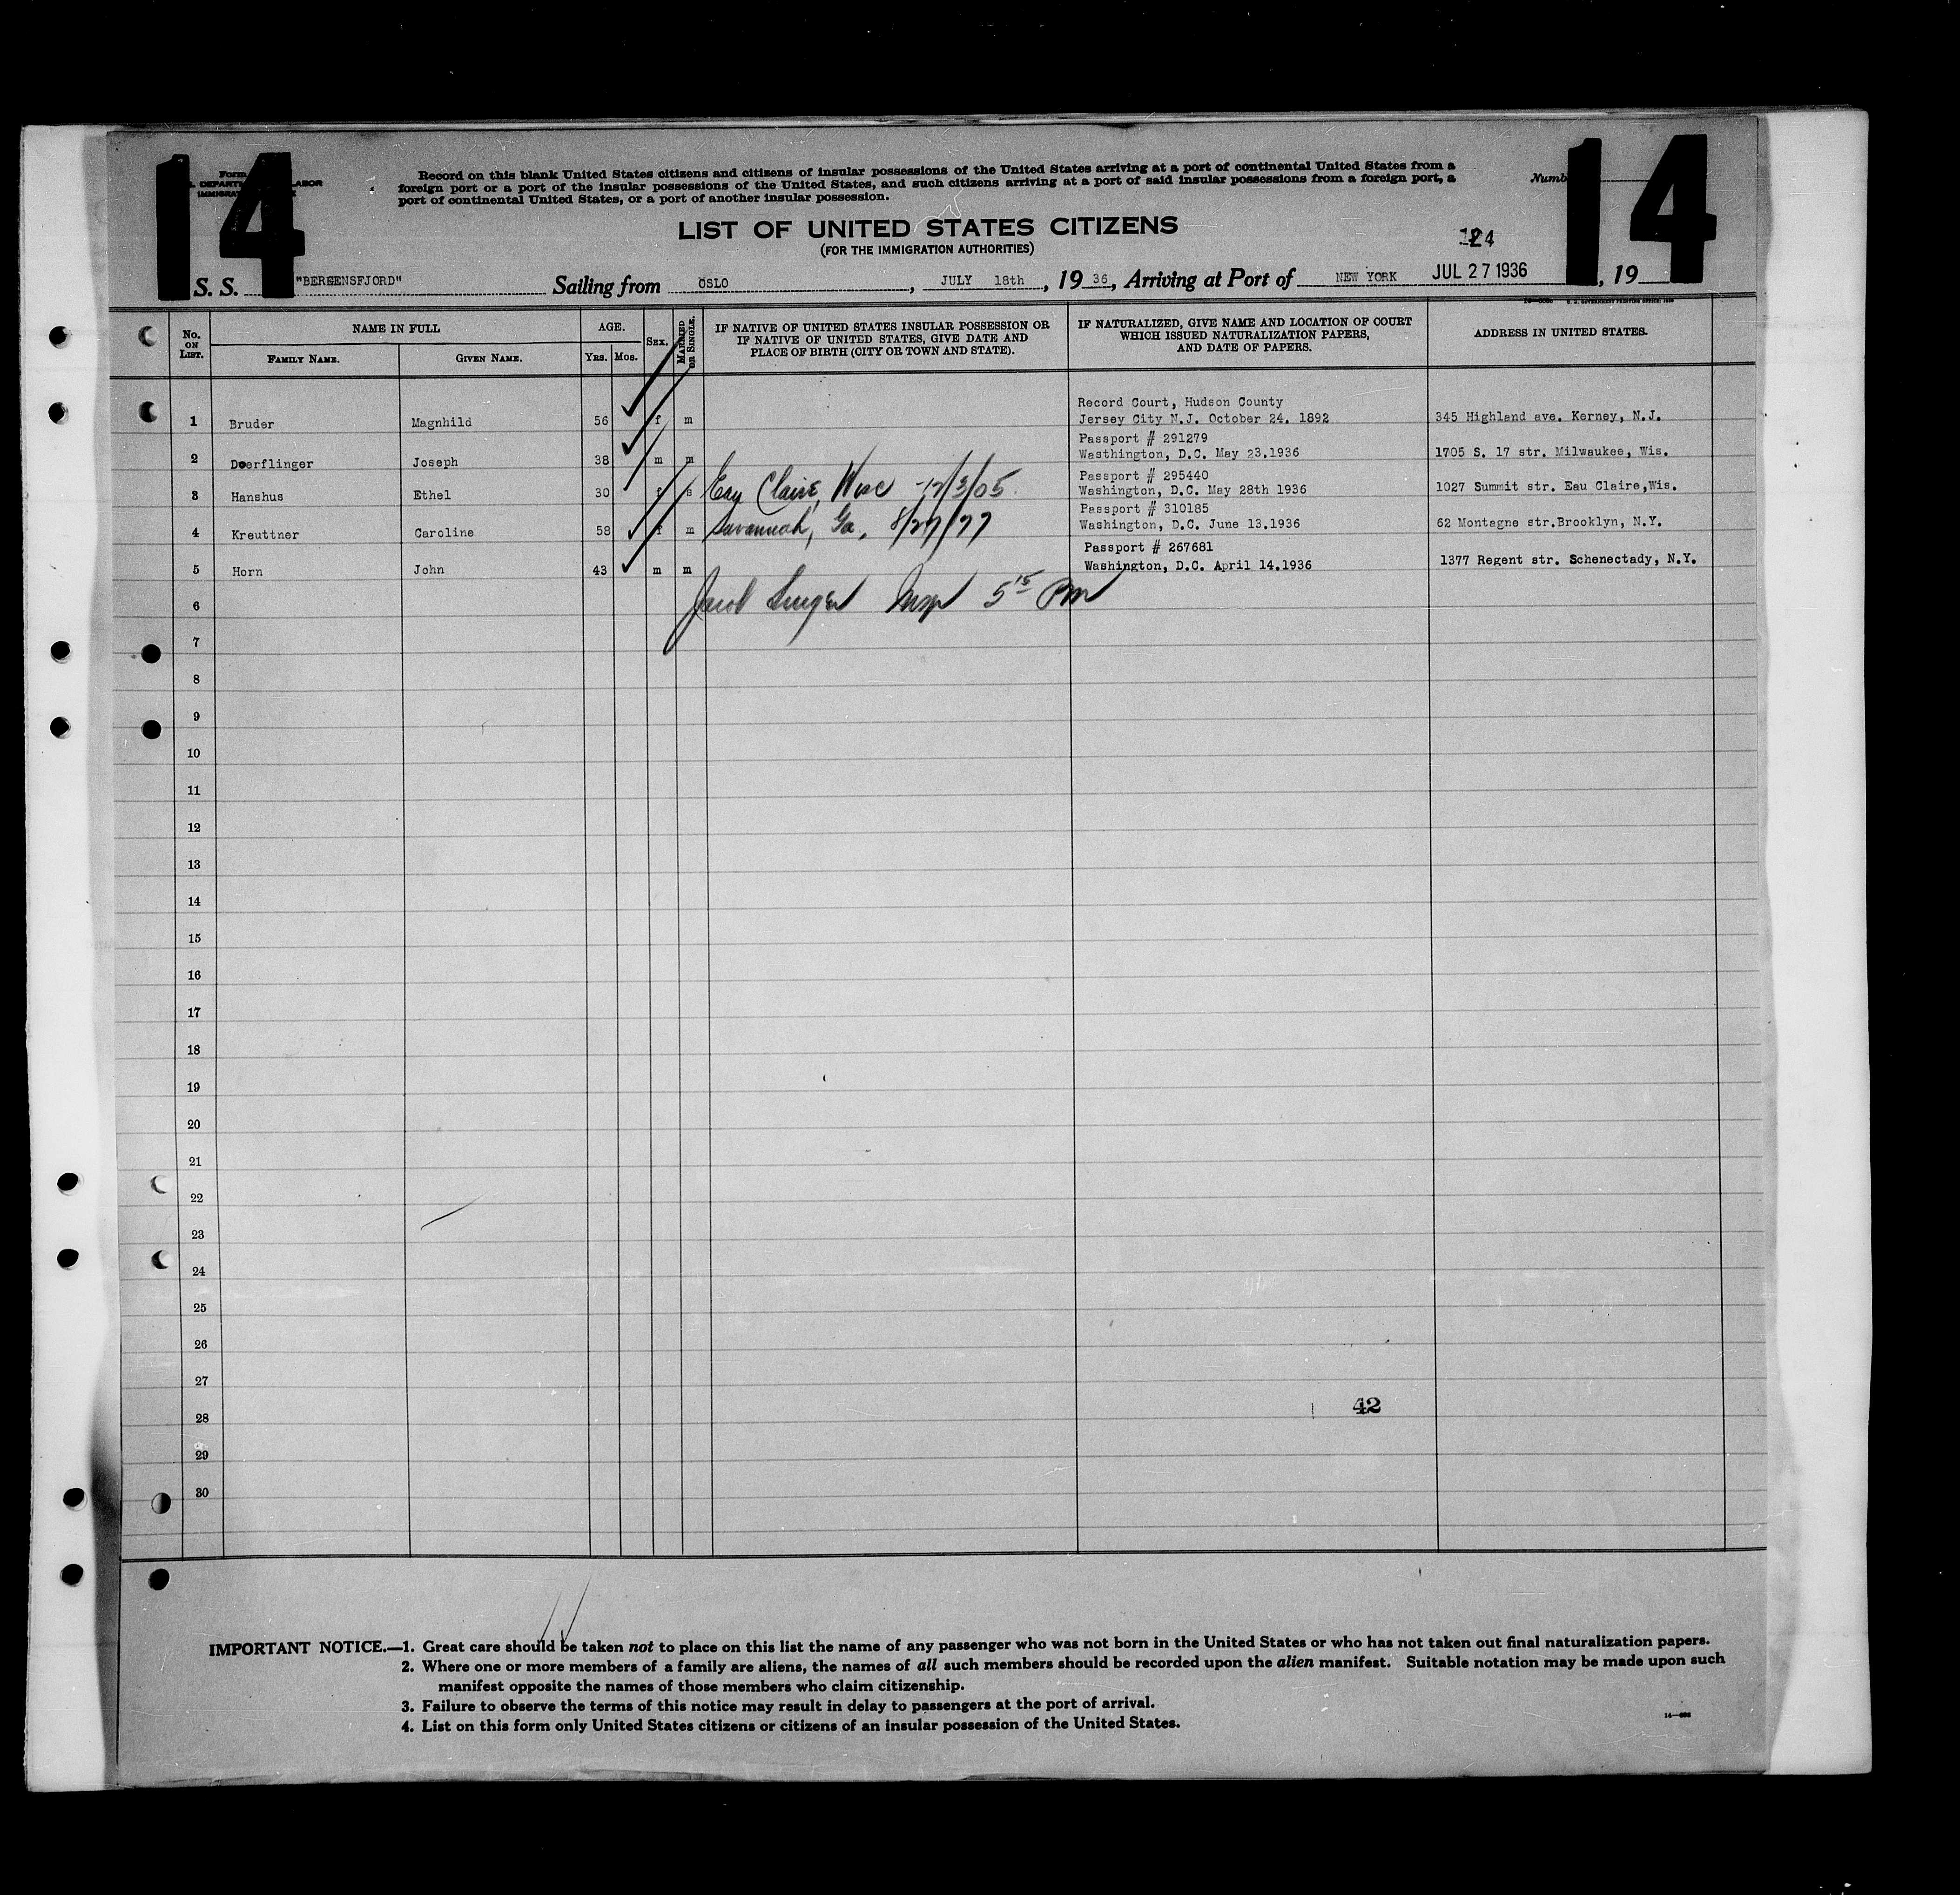 14
14
Form
DEPARTM LABOR
IMMIGRAT
Record on this blank United States citizens and citizens of insular possessions of the United States arriving at a port of continental United States from a
foreign port or a port of the insular possessions of the United States, and such citizens arriving at a port of said insular possessions from a foreign port, a
port of continental United States, or a port of another insular possession.
Numb
LIST OF UNITED STATES CITIZENS
(FOR THE IMMIGRATION AUTHORITIES)
124
S. S. "BERGENSFJORD" Sailing from OSLO, JULY 18th, 1936, Arriving at Port of NEW YORK JUL 27 1936, 19
No. ON LIST.
NAME IN FULL
FAMILY NAME. GIVEN NAME.
AGE.
YRS. MOS.
SEX.
MARRIED OR SINGLE.
IF NATIVE OF UNITED STATES INSULAR POSSESSION OR
IF NATIVE OF UNITED STATES, GIVE DATE AND
PLACE OF BIRTH (CITY OR TOWN AND STATE).
IF NATURALIZED, GIVE NAME AND LOCATION OF COURT
WHICH ISSUED NATURALIZATION PAPERS,
AND DATE OF PAPERS.
ADDRESS IN UNITED STATES.
Record Court, Hudson County
1 Bruder Magnhild 56 f m Jersey City N.J. October 24. 1892 345 Highland ave. Kerney, N.J.
Passport # 291279
2 Doerflinger Joseph 38 m m Wasthington, D.C. May 23.1936 1705 S. 17 str. Milwaukee, Wis.
Passport # 295440
3 Hanshus Ethel 30 f s Eau Claire, Wisc 12/3/05 Washington, D.C. May 28th 1936 1027 Summit str. Eau Claire,Wis.
Passport # 310185
4 Kreuttner Caroline 58 f m Savannah, Ga. 8/27/77 Washington, D.C. June 13.1936 62 Montagne str.Brooklyn, N.Y.
Passport # 267681
5 Horn John 43 m m Washington, D.C. April 14.1936 1377 Regent str. Schenectady, N.Y.
6 Insp 5 15 Pm
7
8
9
10
11
12
13
14
15
16
17
18
19
20
21
22
23
24
25
26
27
42
28
29
30
IMPORTANT NOTICE.—1. Great care should be taken not to place on this list the name of any passenger who was not born in the United States or who has not taken out final naturalization papers.
2. Where one or more members of a family are aliens, the names of all such members should be recorded upon the alien manifest. Suitable notation may be made upon such
manifest opposite the names of those members who claim citizenship.
3. Failure to observe the terms of this notice may result in delay to passengers at the port of arrival.
4. List on this form only United States citizens or citizens of an insular possession of the United States.